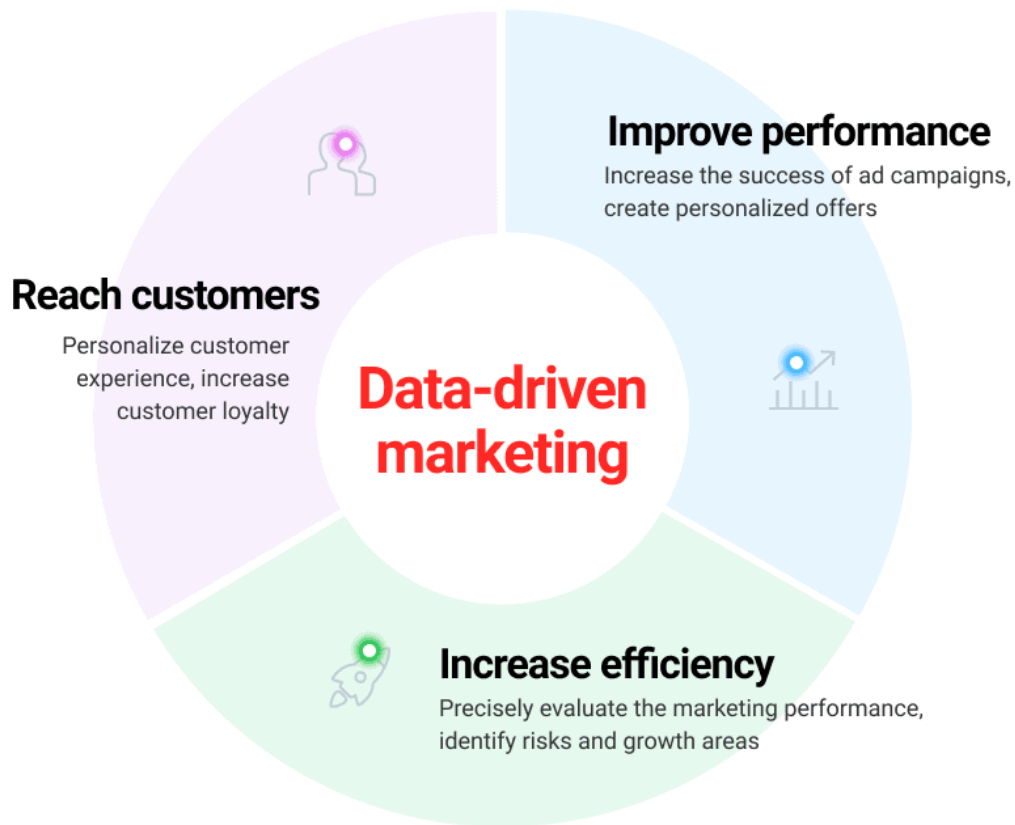 Improve performance
Increase the success of ad campaigns,
create personalized offers
Reach customers
Personalize customer
experience, increase
customer loyalty
Data-driven
marketing
Increase efficiency
Precisely evaluate the marketing performance,
identify risks and growth areas